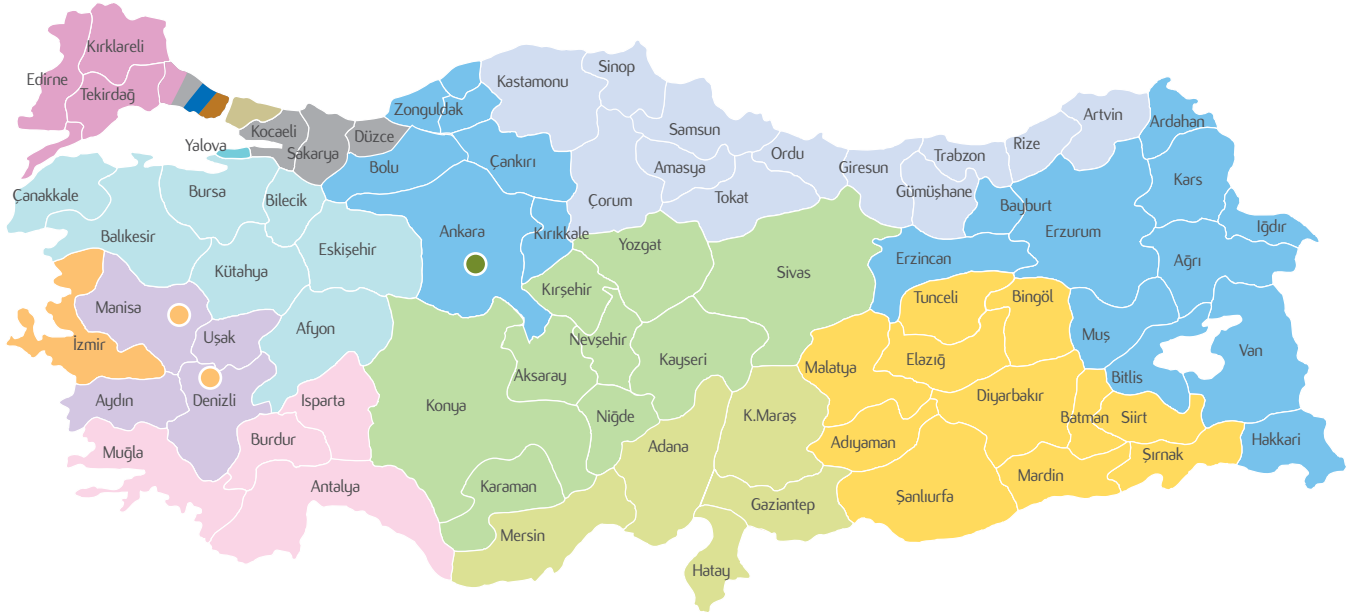 Kırklareli
Edirne
Tekirdağ
Kocaeli
Yalova
Sakarya
Düzce
Zonguldak
Bolu
Kastamonu
Sinop
Çankırı
Samsun
Amasya
Ordu
Tokat
Çorum
Giresun
Trabzon
Gümüşhane
Rize
Artvin
Ardahan
Kars
Bayburt
Erzurum
Iğdır
Ağrı
Erzincan
Çanakkale
Bursa
Bilecik
Balıkesir
Kütahya
Eskişehir
Ankara
Kırıkkale
Yozgat
Sivas
Kırşehir
Manisa
Uşak
Afyon
İzmir
Nevşehir
Kayseri
Aksaray
Tunceli
Bingöl
Muş
Van
Malatya
Elazığ
Bitlis
Aydın
Denizli
Isparta
Konya
Niğde
K.Maraş
Diyarbakır
Batman
Siirt
Hakkari
Muğla
Burdur
Adana
Adıyaman
Şırnak
Mardin
Antalya
Karaman
Şanlıurfa
Gaziantep
Mersin
Hatay